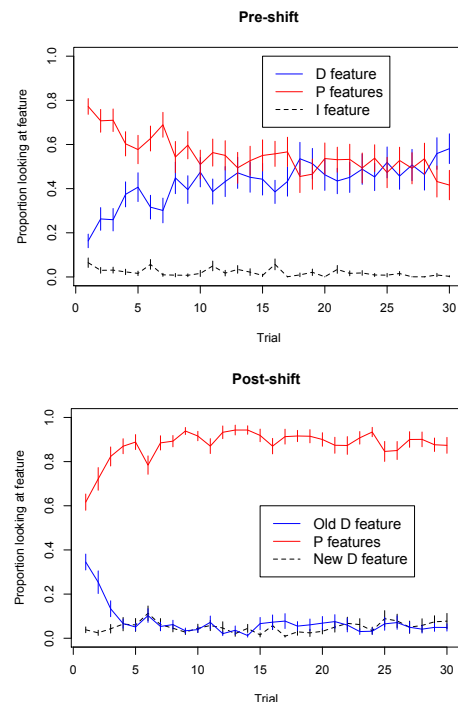 Pre-shift
Proportion looking at feature
0.0 0.2 0.4 0.6 0.8 1.0
D feature
P features
I feature
0 5 10 15 20 25 30
Trial
Post-shift
Proportion looking at feature
0.0 0.2 0.4 0.6 0.8 1.0
Old D feature
P features
New D feature
0 5 10 15 20 25 30
Trial